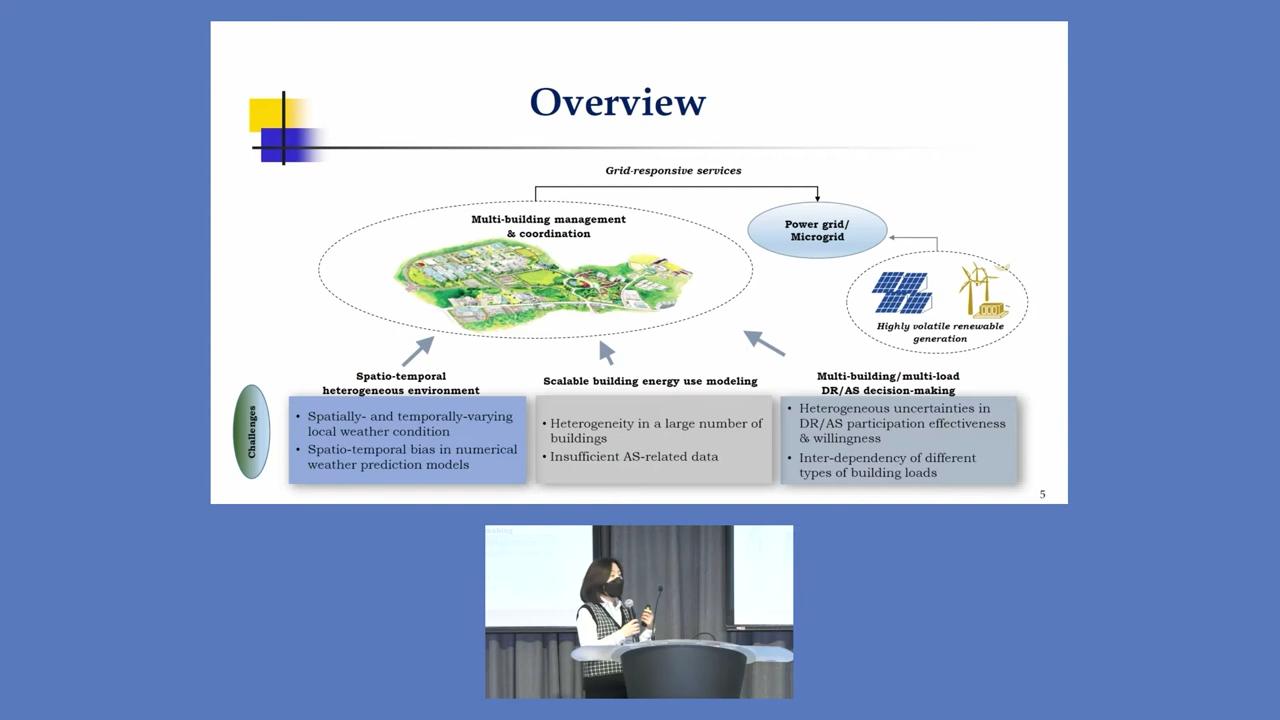 Overview
Grid-responsive services
Multi-building management
& coordination
Power grid/
Microgrid
Highly volatile renewable
generation
Spatio-temporal
heterogeneous environment
Scalable building energy use modeling
Multi-building/multi-load
DR/AS decision-making
Challenges
• Spatially- and temporally-varying
local weather condition
• Spatio-temporal bias in numerical
weather prediction models
• Heterogeneity in a large number of
buildings
• Insufficient AS-related data
• Heterogeneous uncertainties in
DR/AS participation effectiveness
& willingness
• Inter-dependency of different
types of building loads
5